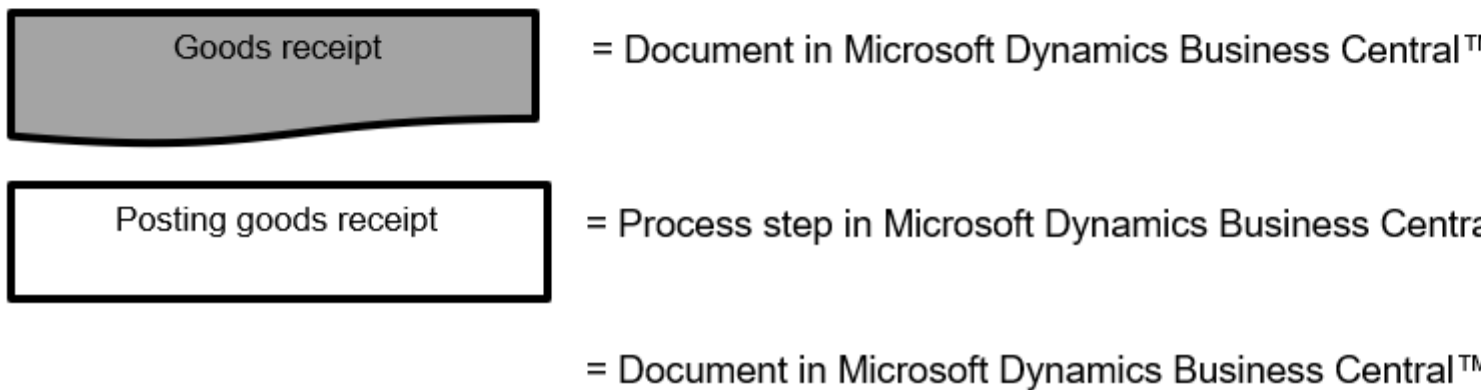 Goods receipt = Document in Microsoft Dynamics Business Central™
Posting goods receipt = Process step in Microsoft Dynamics Business
= Document in Microsoft Dynamics Business Central™